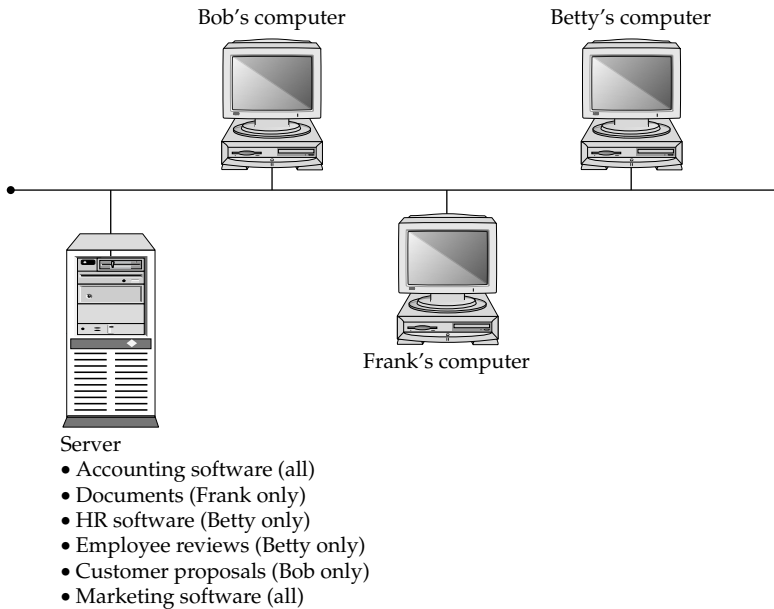 Bob’s computer
Betty’s computer
Frank’s computer
Server
• Accounting software (all)
• Documents (Frank only)
• HR software (Betty only)
• Employee reviews (Betty only)
• Customer proposals (Bob only)
• Marketing software (all)